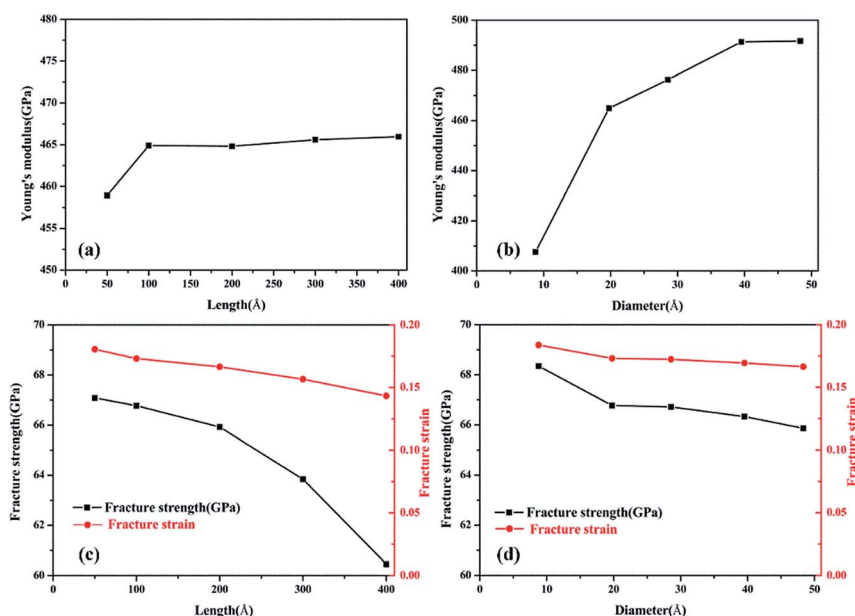 480
475
470
465
460
455
450
Young's modulus(GPa)
0 50 100 150 200 250 300 350 400
Length(Å)
(a)
500
480
460
440
420
400
Young's modulus(GPa)
0 10 20 30 40 50
Diameter(Å)
(b)
70
68
66
64
62
60
Fracture strength(GPa)
0.20
0.15
0.10
0.05
0.00
Fracture strain
Fracture strength(GPa)
Fracture strain
0 100 200 300 400
Length(Å)
(c)
70
68
66
64
62
60
Fracture strength(GPa)
0.20
0.15
0.10
0.05
0.00
Fracture strain
Fracture strength(GPa)
Fracture strain
0 10 20 30 40 50
Diameter(Å)
(d)